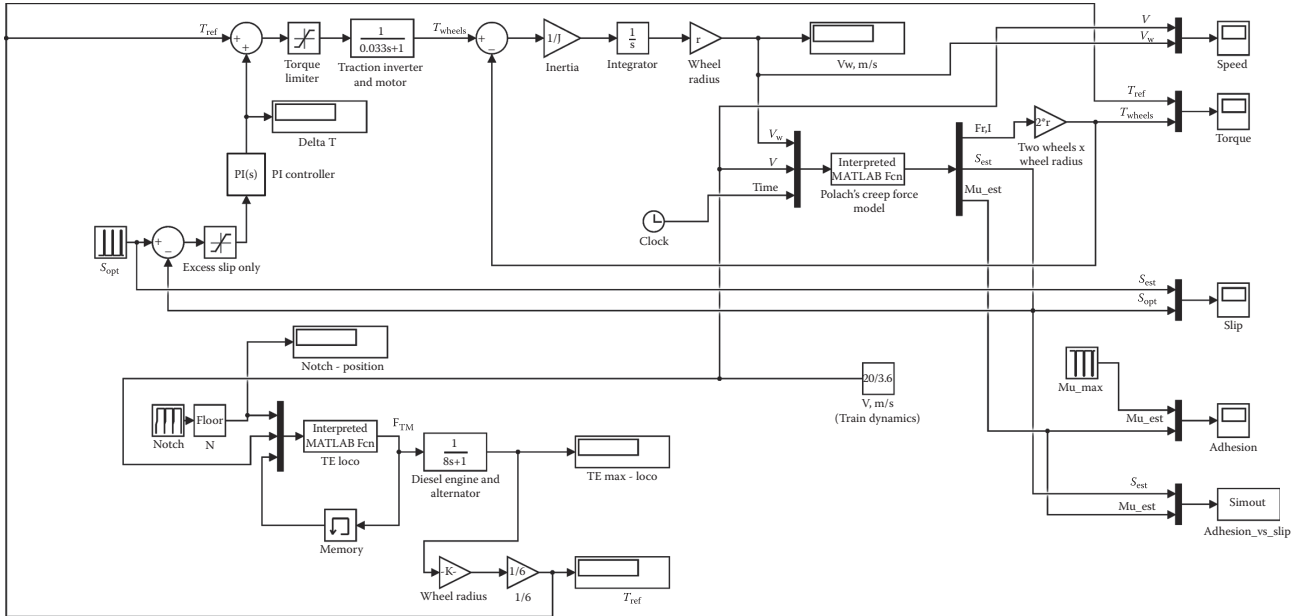 T_ref
+
+
Torque
limiter
1
0.033s+1
Traction inverter
and motor
T_wheels
+
−
1/J
Inertia
1
s
Integrator
r
Wheel
radius
Vw, m/s
V
V_w
Speed
T_ref
T_wheels
Torque
Delta T
PI(s)
PI controller
V_w
V
Time
Clock
Interpreted
MATLAB Fcn
Polach's creep force
model
Fr,I
S_est
Mu_est
2*r
Two wheels x
wheel radius
S_opt
+
−
Excess slip only
S_est
S_opt
Slip
Notch - position
20/3.6
V, m/s
(Train dynamics)
Mu_max
Mu_est
Adhesion
Notch
Floor
N
Interpreted
MATLAB Fcn
TE loco
F_TM
1
8s+1
Diesel engine and
alternator
TE max - loco
Memory
S_est
Mu_est
Simout
Adhesion_vs_slip
-K-
Wheel radius
1/6
1/6
T_ref